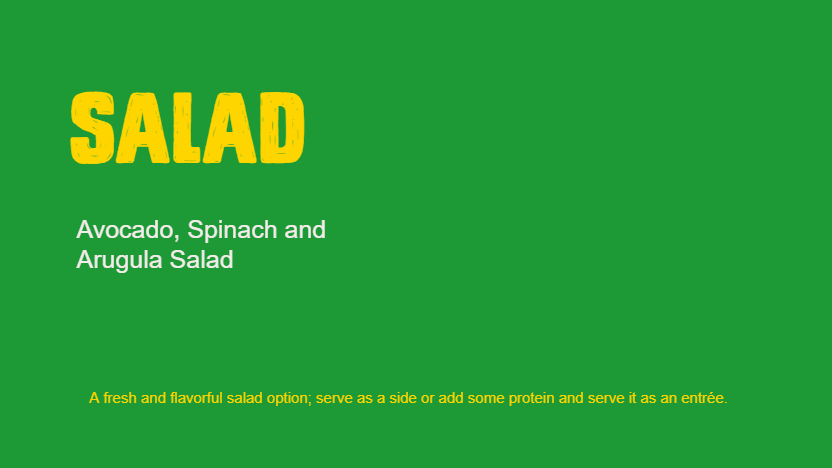 SALAD
Avocado, Spinach and
Arugula Salad
A fresh and flavorful salad option; serve as a side or add some protein and serve it as an entrée.